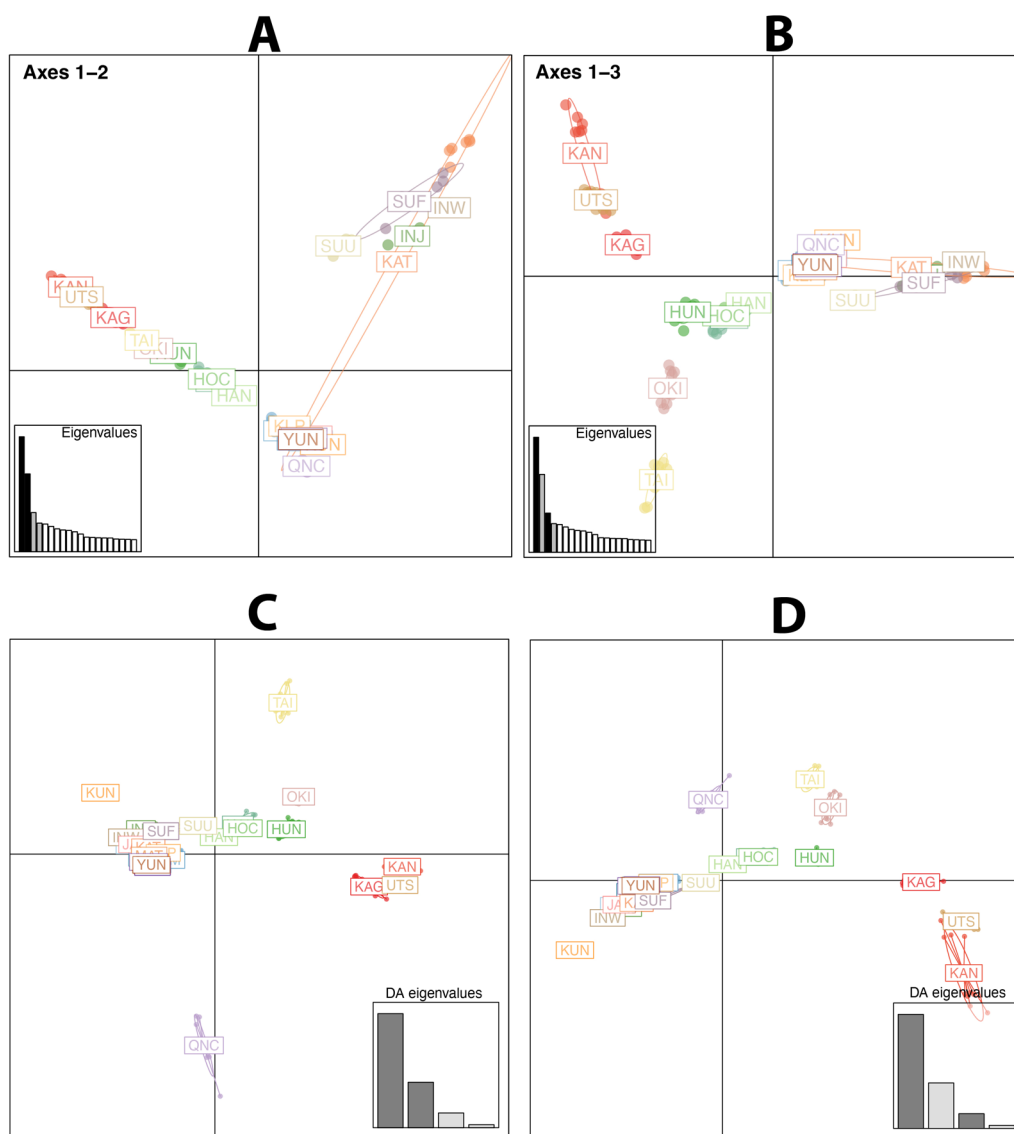 A
B
Axes 1–2
Axes 1–3
KAN
UTS
KAG
TAI
HUN
HOC
HAN
SUF
INW
SUU
INJ
KAT
YUN
QNC
Eigenvalues
KAN
UTS
KAG
HUN
HAN
HOC
OKI
TAI
QNC
YUN
KAT
INW
SUF
SUU
Eigenvalues
C
D
TAI
KUN
OKI
SUU
SUF
HOC
HUN
HAN
INW
YUN
KAN
KAG
UTS
QNC
DA eigenvalues
TAI
QNC
OKI
HAN
HOC
HUN
KAG
YUN
SUU
SUF
INW
KUN
UTS
KAN
DA eigenvalues